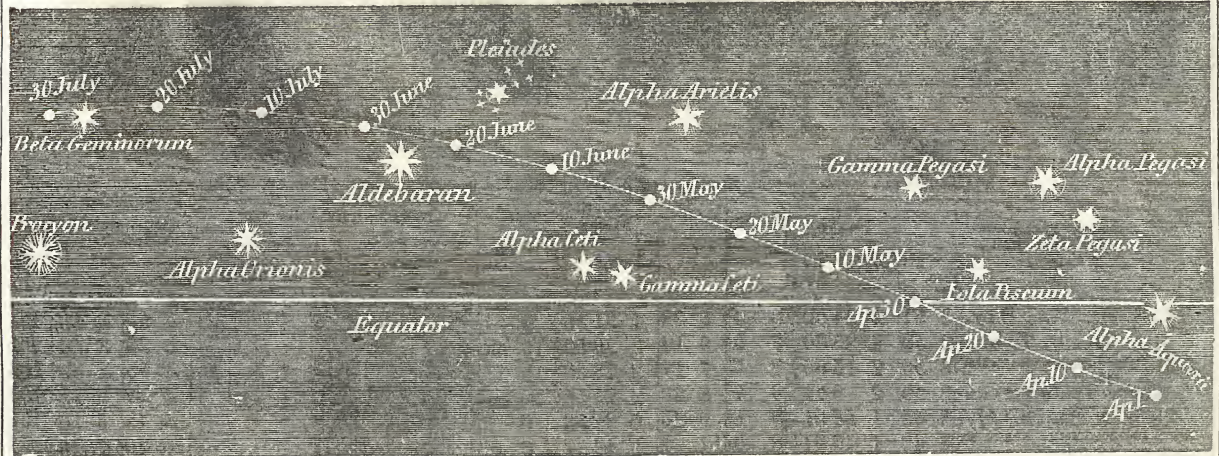 Pleiades
30 July
20 July
10 July
30 June
Alpha Arietis
Beta Geminorum
20 June
10 June
Gamma Pegasi
Alpha Pegasi
Aldebaran
30 May
Procyon
20 May
Zeta Pegasi
Alpha Ceti
Alpha Orionis
10 May
Gamma Ceti
Iota Piscium
Ap 30
Equator
Ap 20
Alpha Aquarii
Ap 10
Ap 1